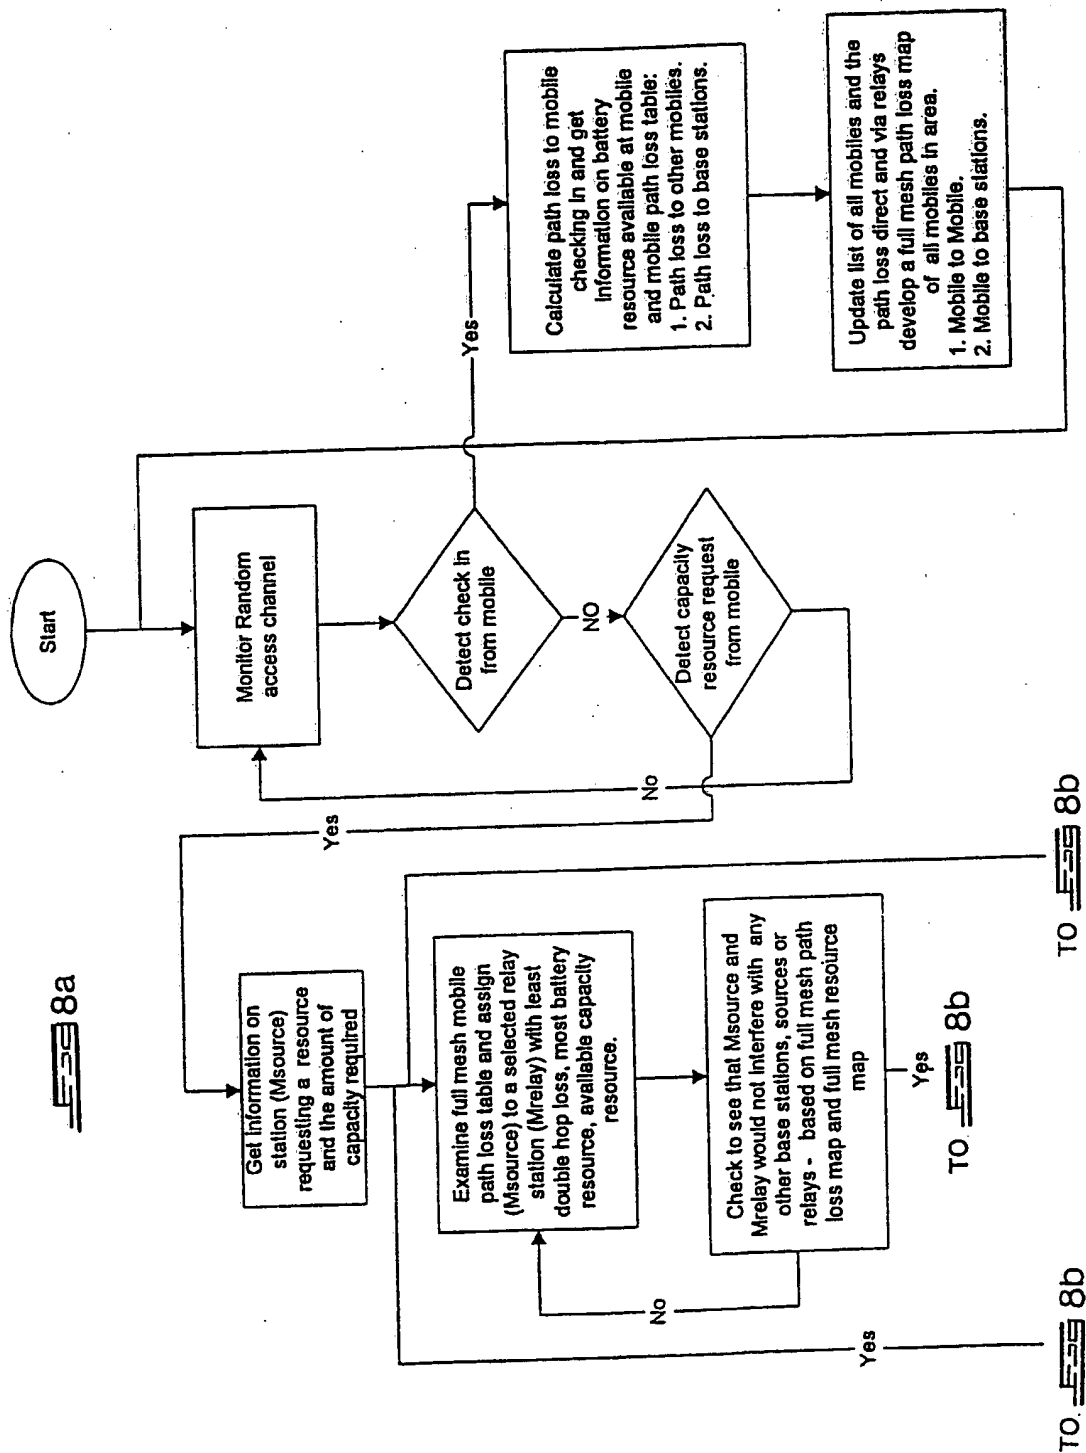 Fig 8a
Start
Monitor Random
access channel
Detect check in
from mobile
Yes
NO
Calculate path loss to mobile
checking in and get
Information on battery
resource available at mobile
and mobile path loss table:
1. Path loss to other mobiles.
2. Path loss to base stations.
Update list of all mobiles and the
path loss direct and via relays
develop a full mesh path loss map
of all mobiles in area.
1. Mobile to Mobile.
2. Mobile to base stations.
Detect capacity
resource request
from mobile
No
Yes
Get Information on
station (Msource)
requesting a resource
and the amount of
capacity required
Examine full mesh mobile
path loss table and assign
(Msource) to a selected relay
station (Mrelay) with least
double hop loss, most battery
resource, available capacity
resource.
Check to see that Msource and
Mrelay would not interfere with any
other base stations, sources or
relays - based on full mesh path
loss map and full mesh resource
map
No
Yes
Yes
TO Fig 8b
TO Fig 8b
TO Fig 8b